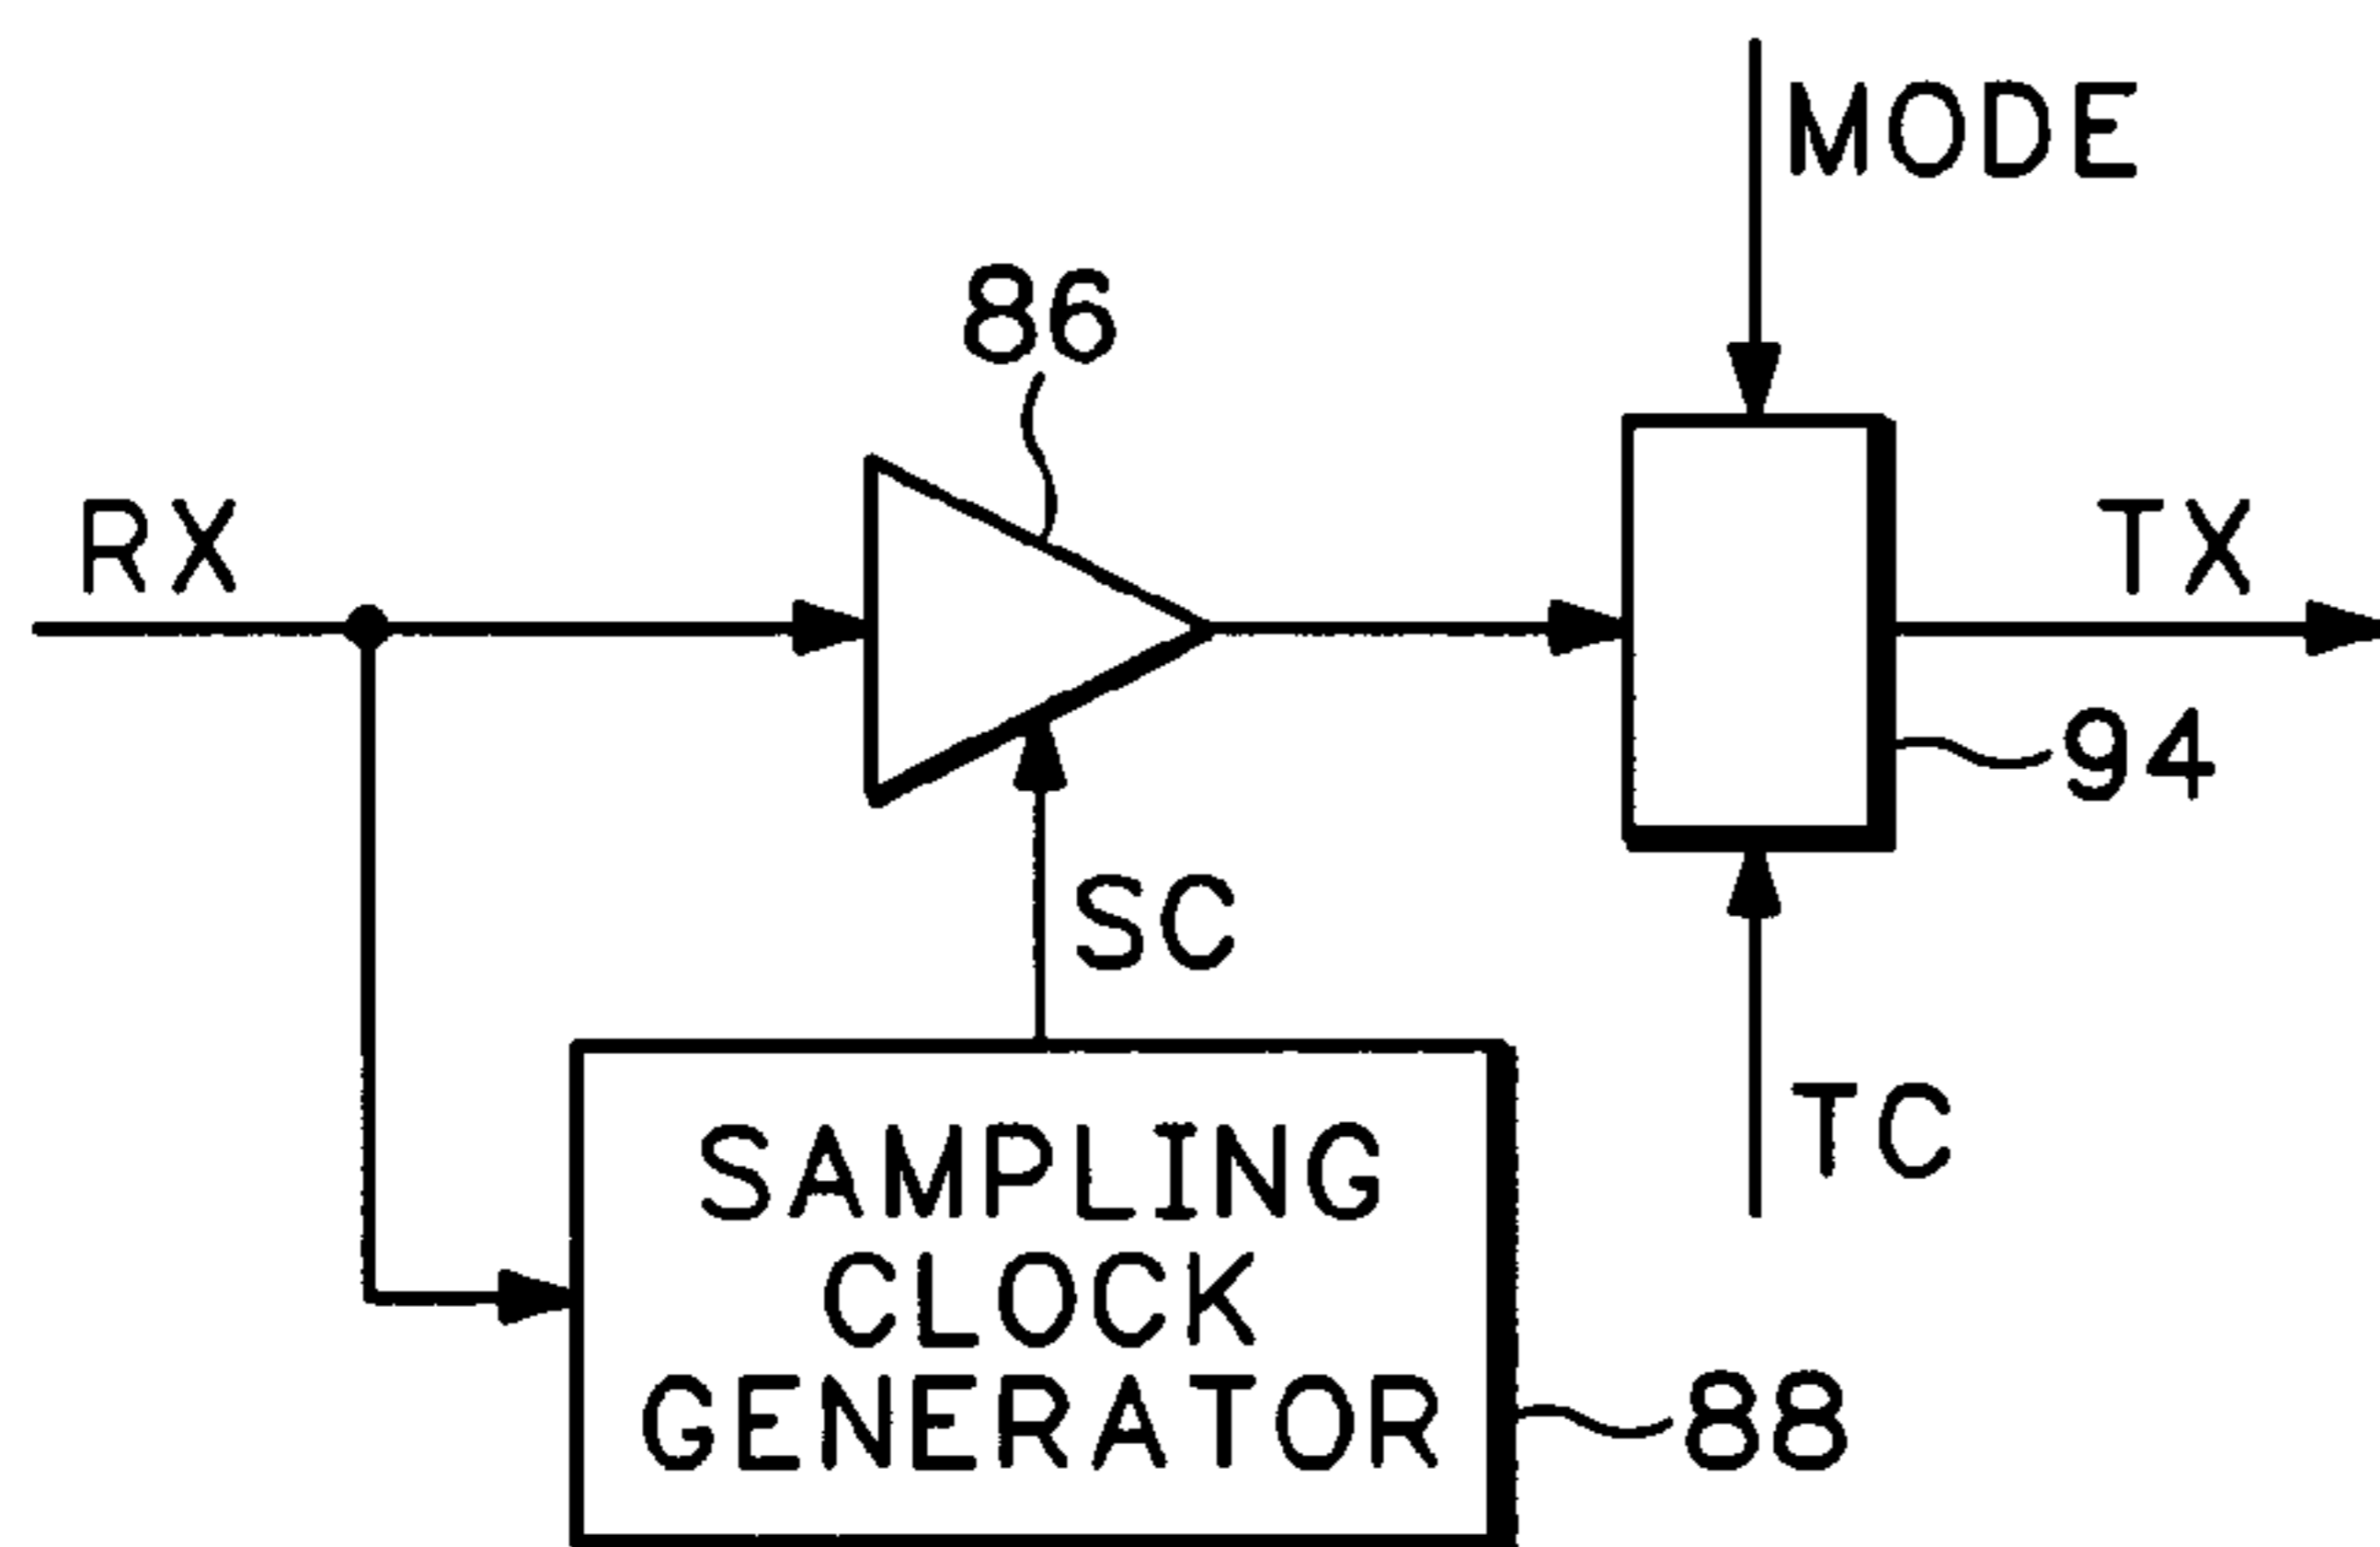 MODE
86
RX
TX
94
SC
TC
SAMPLING
CLOCK
GENERATOR
88